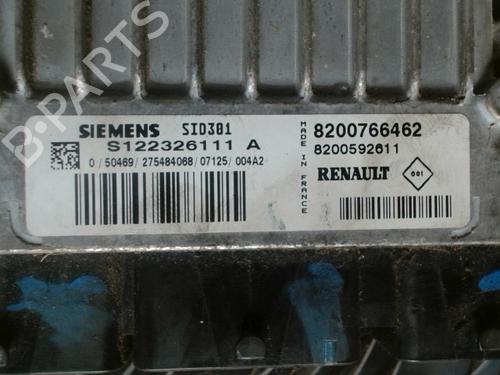 B-PARTS
SIEMENS SID301
S122326111 A
0/50469/275484068/07125/004A2
MADE IN FRANCE
8200766462
8200592611
RENAULT
001